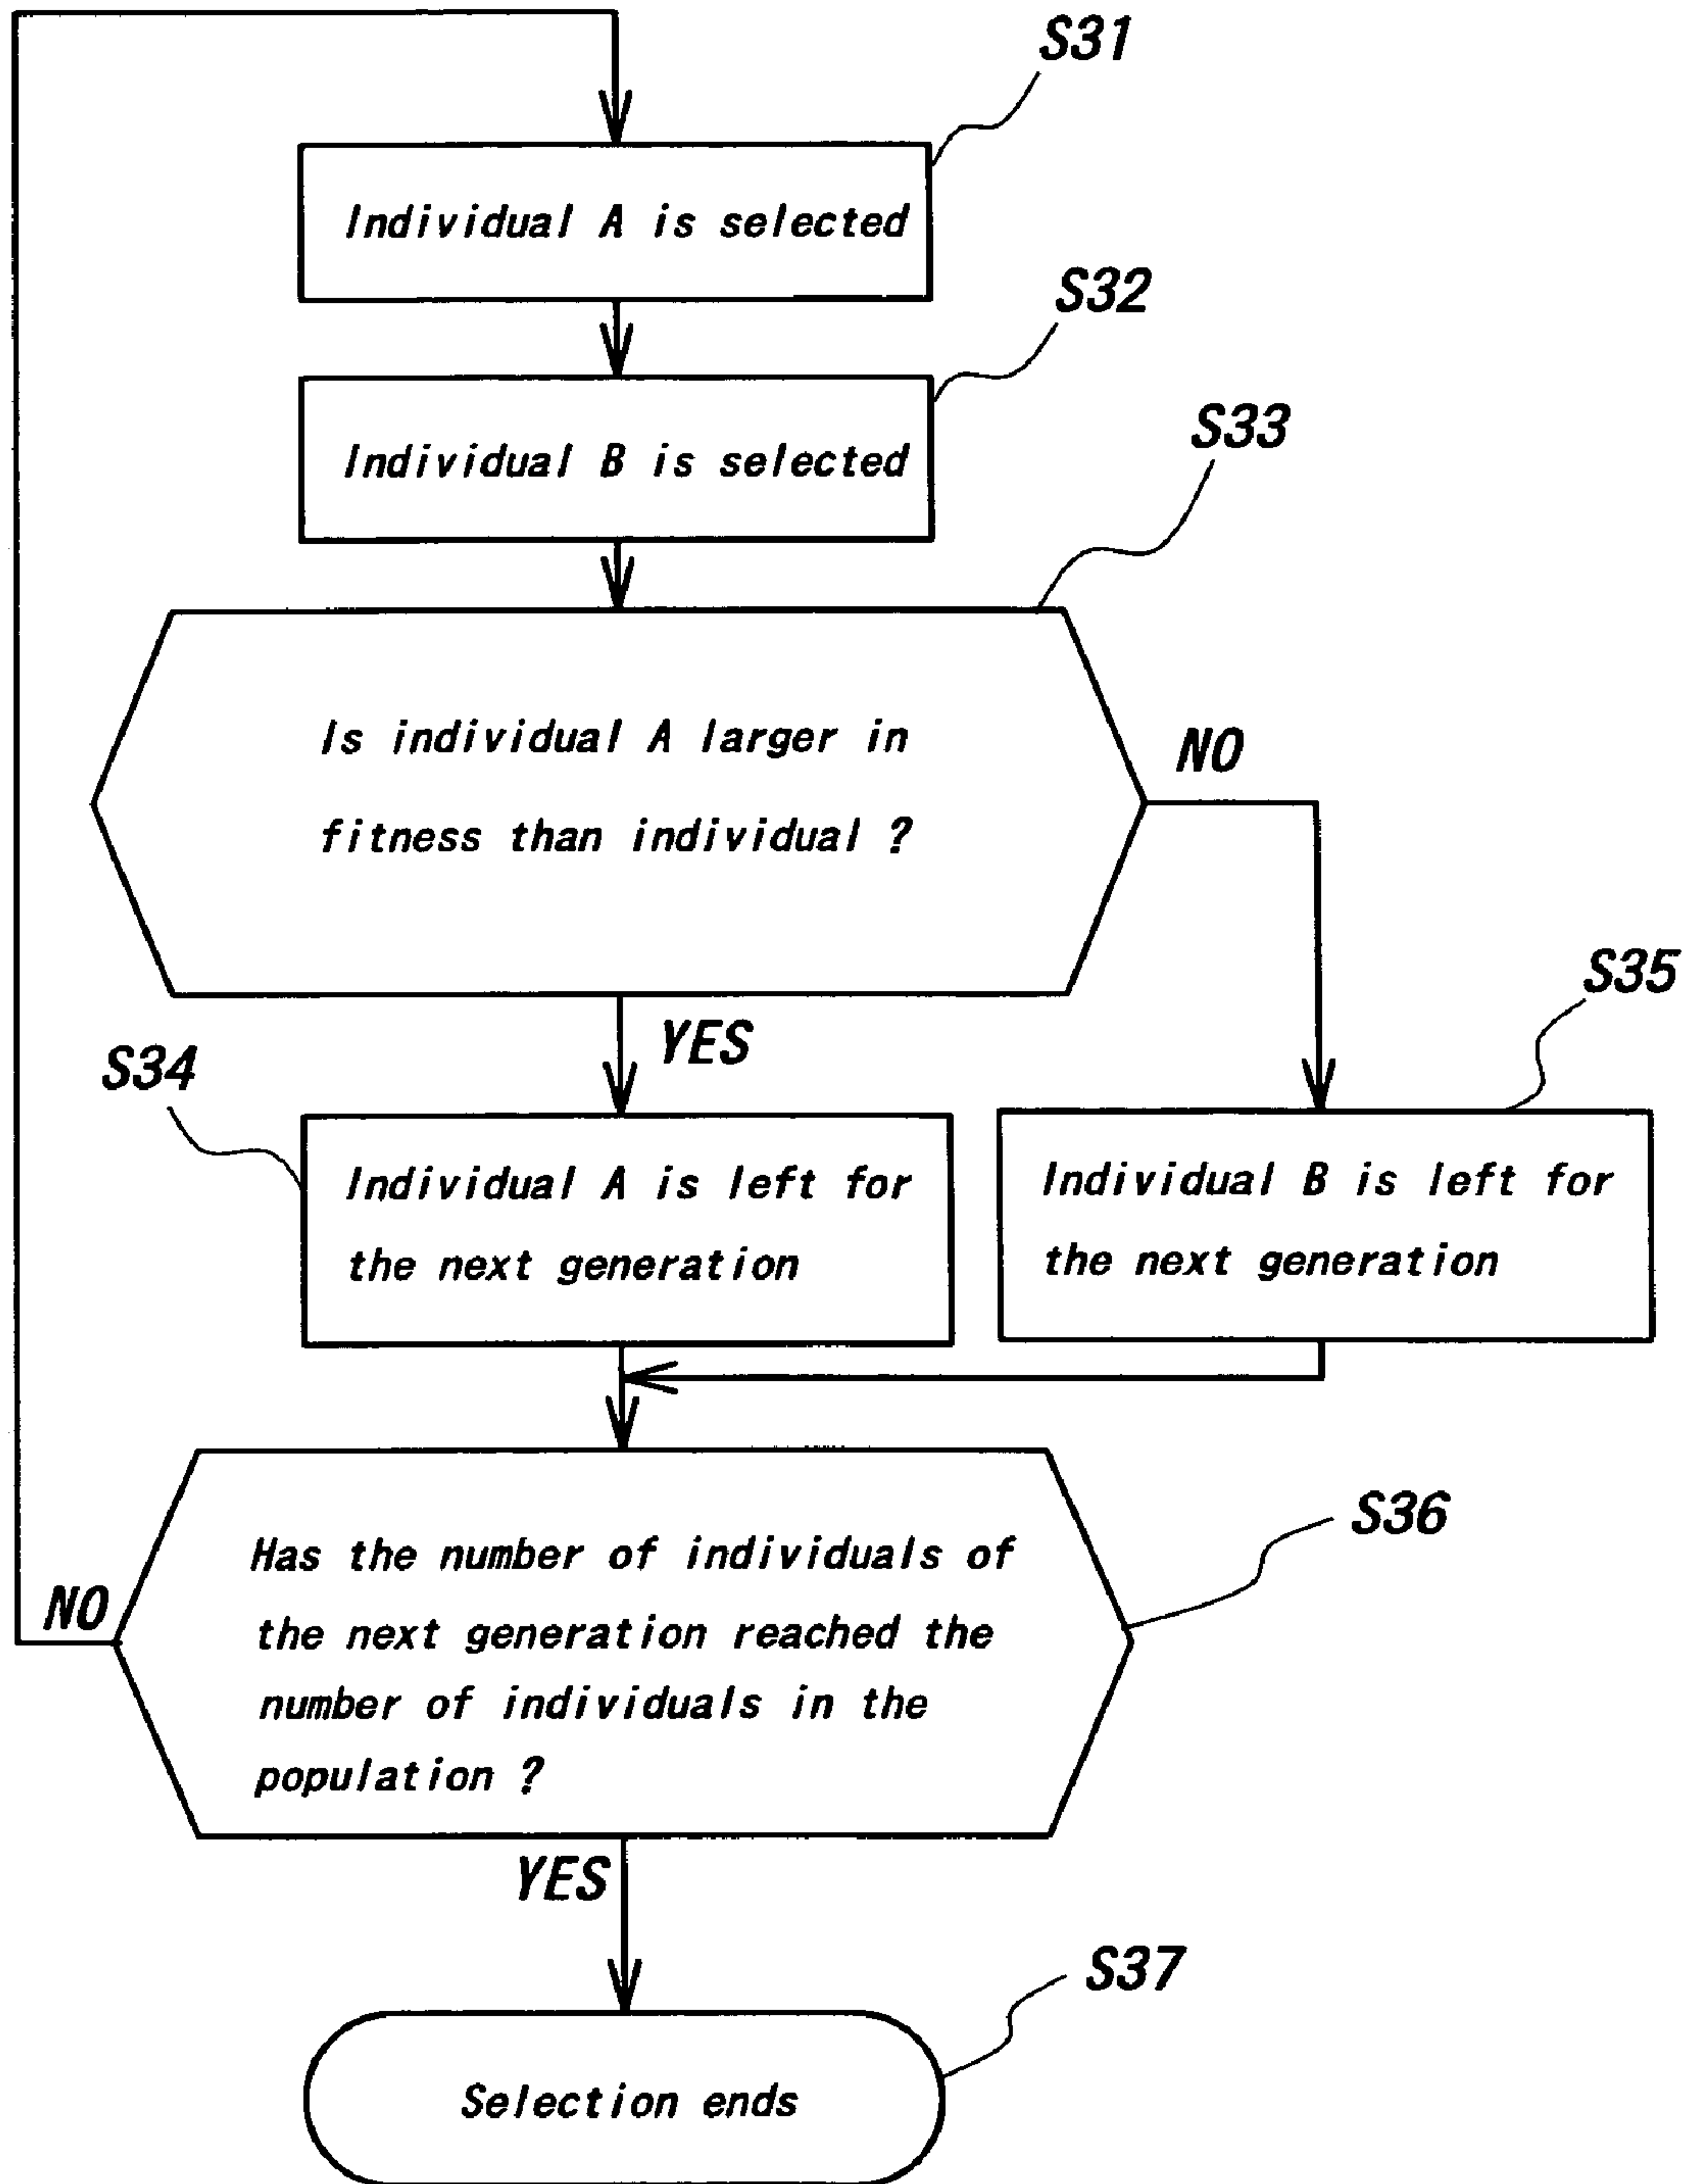 S31
Individual A is selected
S32
Individual B is selected
S33
Is individual A larger in
fitness than individual ?
NO
YES
S34
Individual A is left for
the next generation
S35
Individual B is left for
the next generation
S36
Has the number of individuals of
the next generation reached the
number of individuals in the
population ?
NO
YES
S37
Selection ends